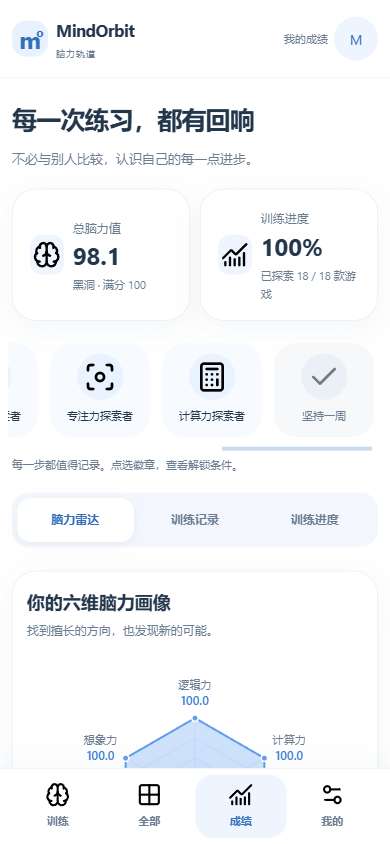 m
MindOrbit
脑力轨道
我的成绩
M
每一次练习，都有回响
不必与别人比较，认识自己的每一点进步。
总脑力值
98.1
黑洞 · 满分 100
训练进度
100%
已探索 18 / 18 款游
戏
者
专注力探索者
计算力探索者
坚持一周
每一步都值得记录。点选徽章，查看解锁条件。
脑力雷达
训练记录
训练进度
你的六维脑力画像
找到擅长的方向，也发现新的可能。
逻辑力
100.0
想象力
100.0
计算力
100.0
训练
全部
成绩
我的